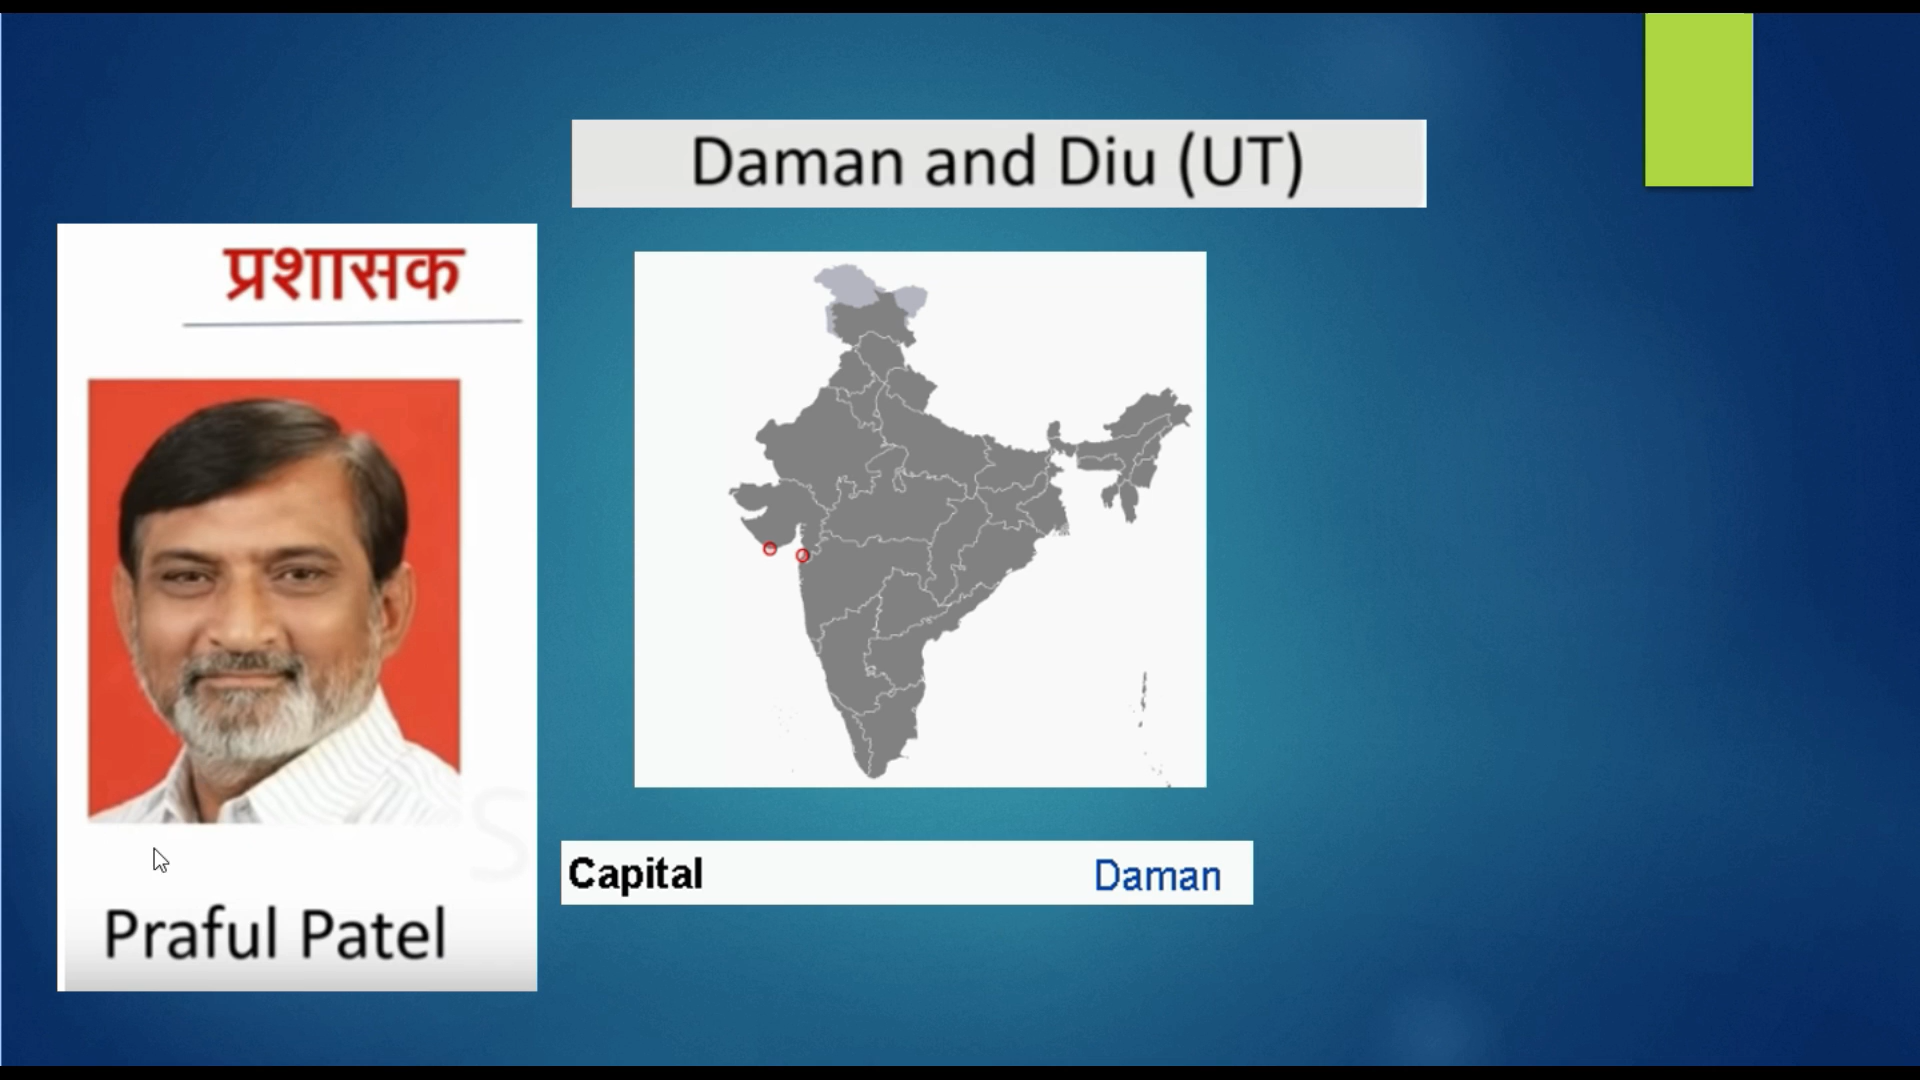 Daman and Diu (UT)
प्रशासक
Praful Patel
Capital Daman